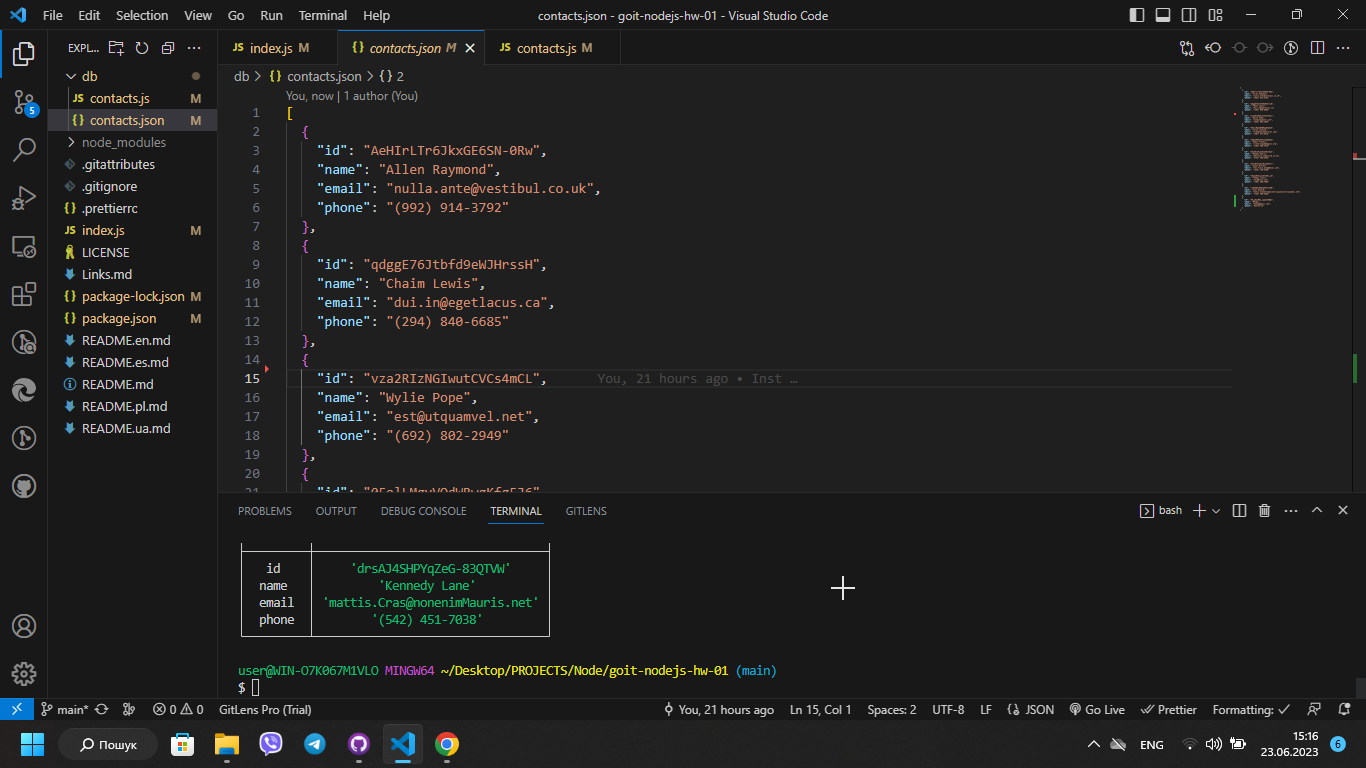 File Edit Selection View Go Run Terminal Help contacts.json - goit-nodejs-hw-01 - Visual Studio Code
EXPL...
db
JS contacts.js M
{} contacts.json M
node_modules
.gitattributes
.gitignore
{} .prettierrc
JS index.js M
LICENSE
Links.md
{} package-lock.json M
{} package.json M
README.en.md
README.es.md
README.md
README.pl.md
README.ua.md
5
JS index.js M {} contacts.json M JS contacts.js M
db > {} contacts.json > {} 2
You, now | 1 author (You)
1 [
2 {
3 "id": "AeHIrLTr6JkxGE6SN-0Rw",
4 "name": "Allen Raymond",
5 "email": "nulla.ante@vestibul.co.uk",
6 "phone": "(992) 914-3792"
7 },
8 {
9 "id": "qdggE76Jtbfd9eWJHrssH",
10 "name": "Chaim Lewis",
11 "email": "dui.in@egetlacus.ca",
12 "phone": "(294) 840-6685"
13 },
14 {
15 "id": "vza2RIzNGIwutCVCs4mCL", You, 21 hours ago • Inst …
16 "name": "Wylie Pope",
17 "email": "est@utquamvel.net",
18 "phone": "(692) 802-2949"
19 },
20 {
21 "id":
PROBLEMS OUTPUT DEBUG CONSOLE TERMINAL GITLENS bash
id 'drsAJ4SHPYqZeG-83QTVW'
name 'Kennedy Lane'
email 'mattis.Cras@nonenimMauris.net'
phone '(542) 451-7038'
user@WIN-O7K067M1VLO MINGW64 ~/Desktop/PROJECTS/Node/goit-nodejs-hw-01 (main)
$
main* 0 0 GitLens Pro (Trial) You, 21 hours ago Ln 15, Col 1 Spaces: 2 UTF-8 LF {} JSON Go Live Prettier Formatting:
Пошук ENG 15:16
23.06.2023 6